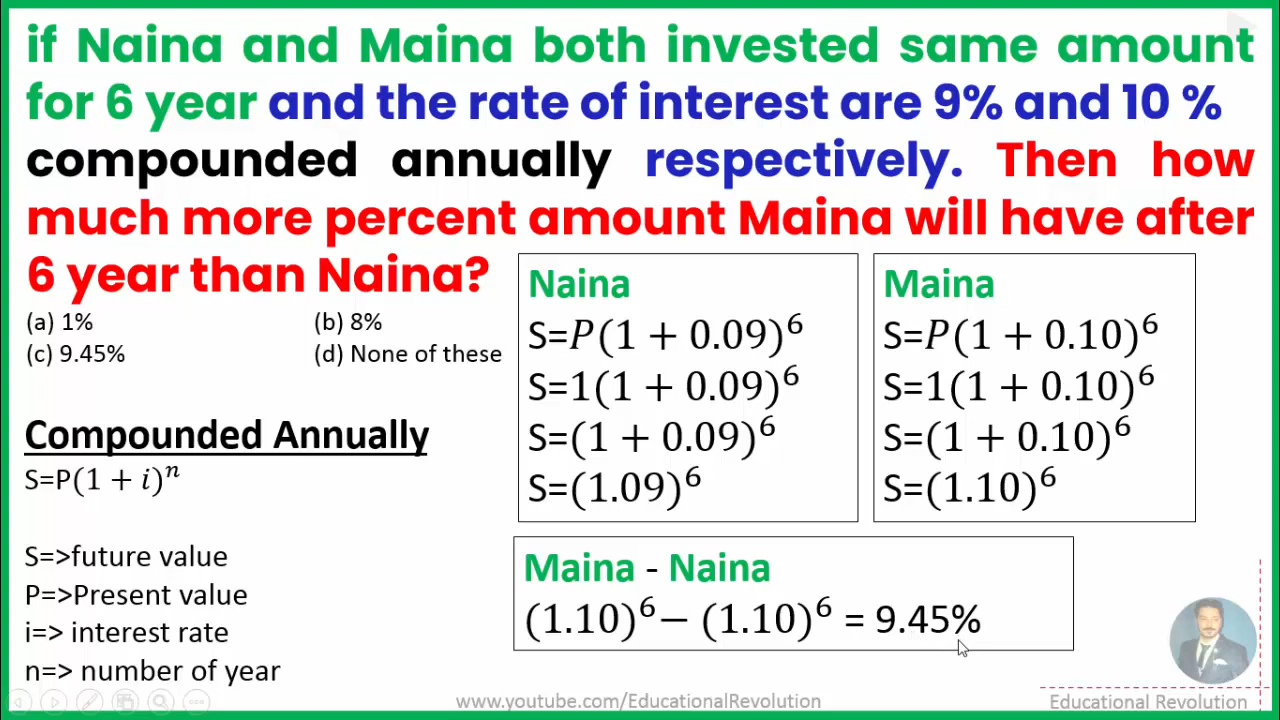 if Naina and Maina both invested same amount
for 6 year and the rate of interest are 9% and 10 %
compounded annually respectively. Then how
much more percent amount Maina will have after
6 year than Naina?
(a) 1%
(b) 8%
(c) 9.45%
(d) None of these
Compounded Annually
S=P(1 + i)ⁿ
S=>future value
P=>Present value
i=> interest rate
n=> number of year
Naina
S=P(1 + 0.09)⁶
S=1(1 + 0.09)⁶
S=(1 + 0.09)⁶
S=(1.09)⁶
Maina
S=P(1 + 0.10)⁶
S=1(1 + 0.10)⁶
S=(1 + 0.10)⁶
S=(1.10)⁶
Maina - Naina
(1.10)⁶− (1.10)⁶ = 9.45%
www.youtube.com/EducationalRevolution
Educational Revolution